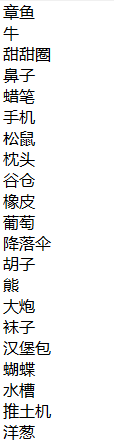 章鱼
牛
甜甜圈
鼻子
蜡笔
手机
松鼠
枕头
谷仓
橡皮
葡萄
降落伞
胡子
熊
大炮
袜子
汉堡包
蝴蝶
水槽
推土机
洋葱